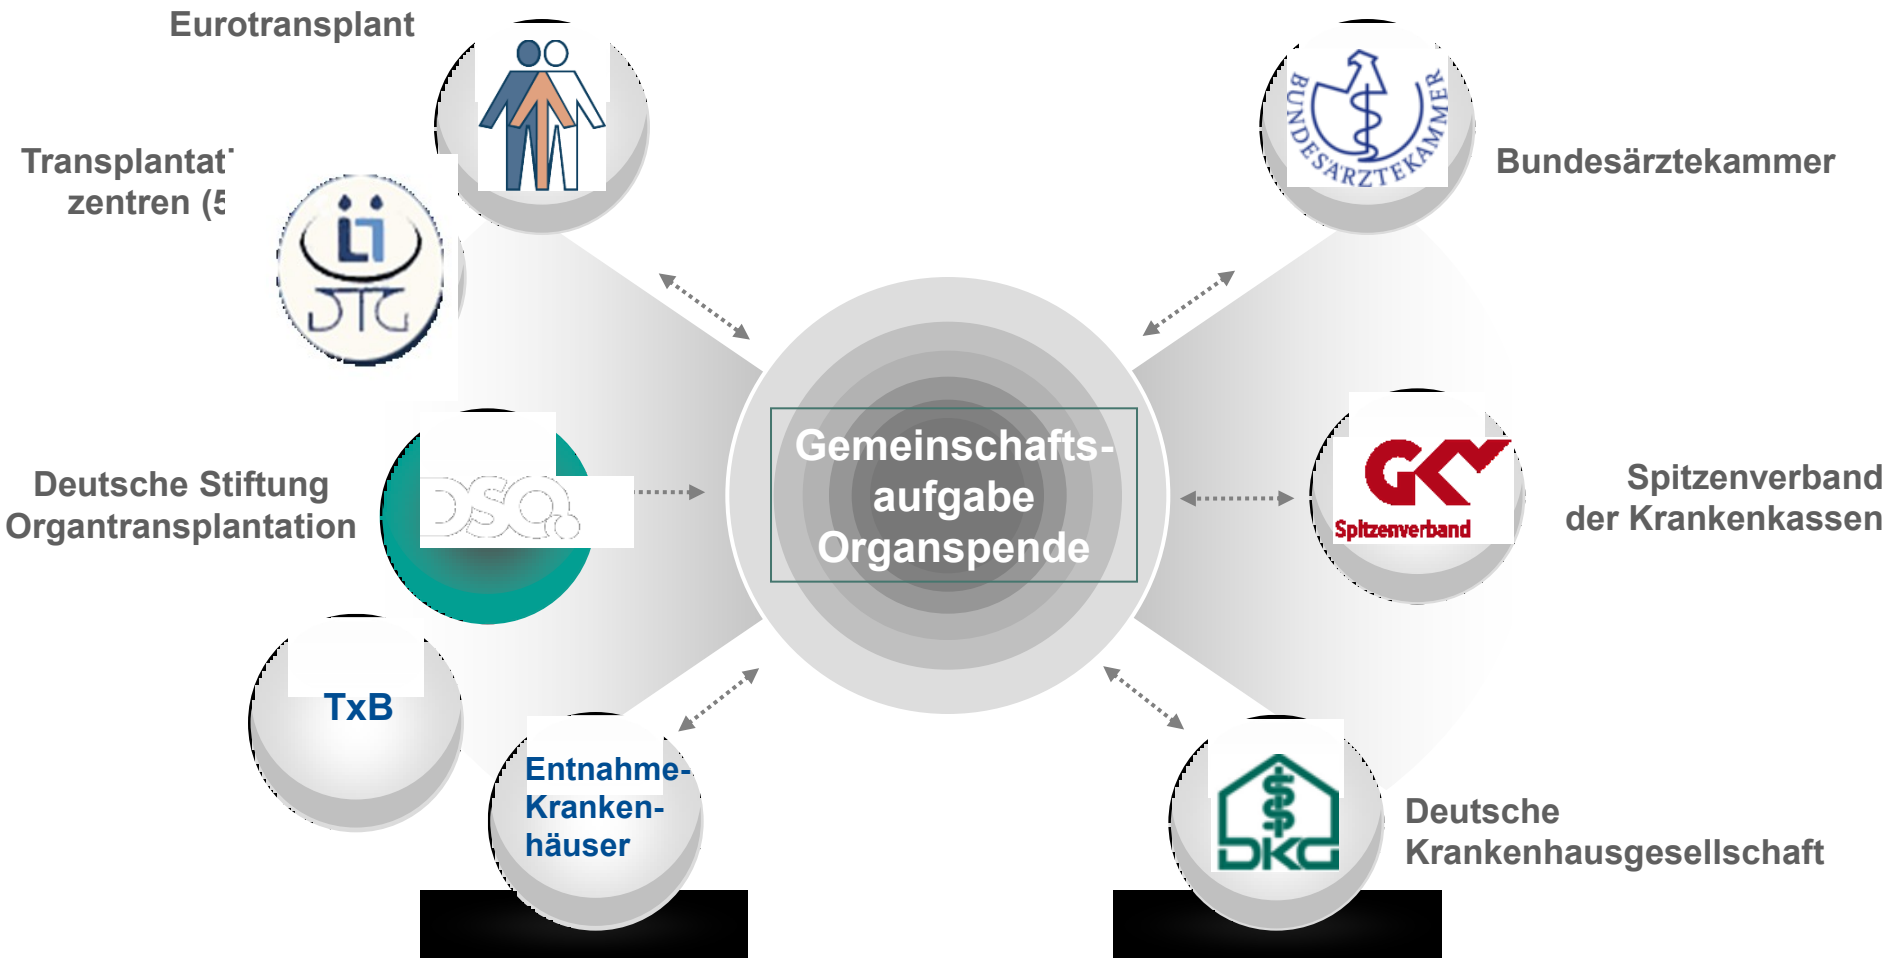 Eurotransplant
BUNDESÄRZTEKAMMER
Bundesärztekammer
zentren (5
DTG
Deutsche Stiftung
Organtransplantation
DSO
Gemeinschafts-
aufgabe
Organspende
GKV
Spitzenverband
Spitzenverband
der Krankenkassen
TxB
Entnahme-
Kranken-
häuser
DKG
Deutsche
Krankenhausgesellschaft